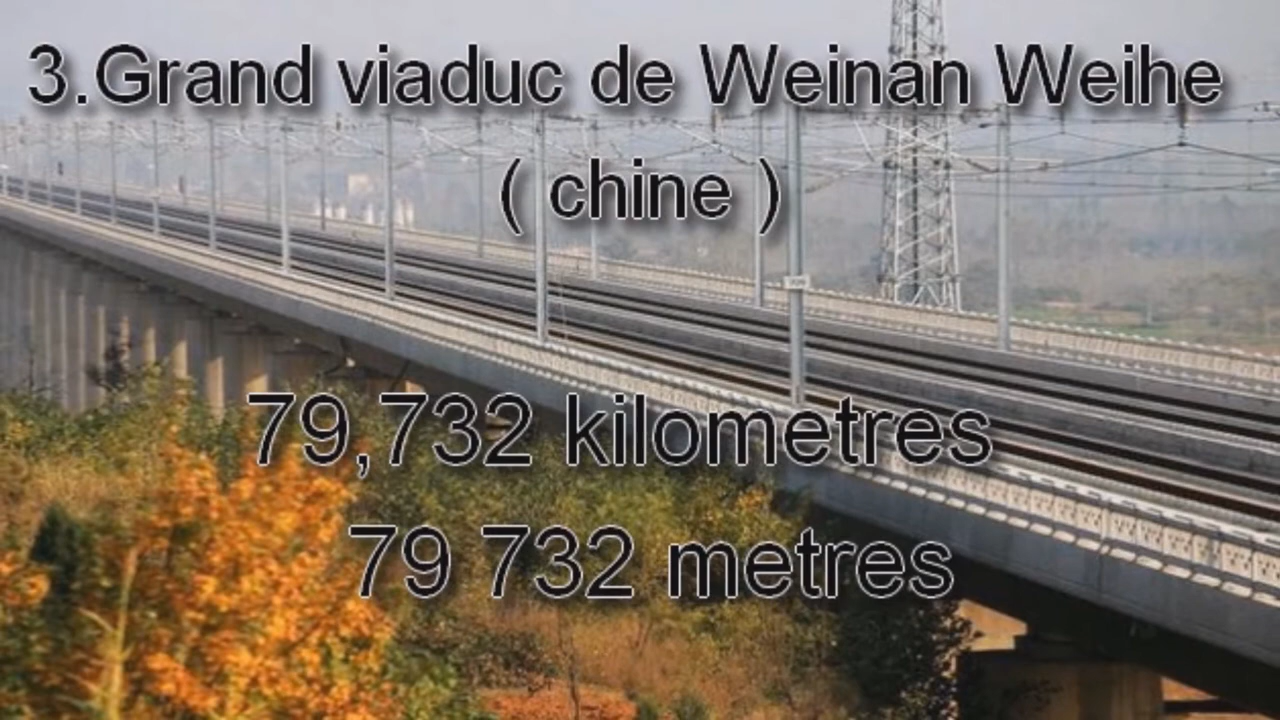 3.Grand viaduc de Weinan Weihe
( chine )
79,732 kilometres
79 732 metres